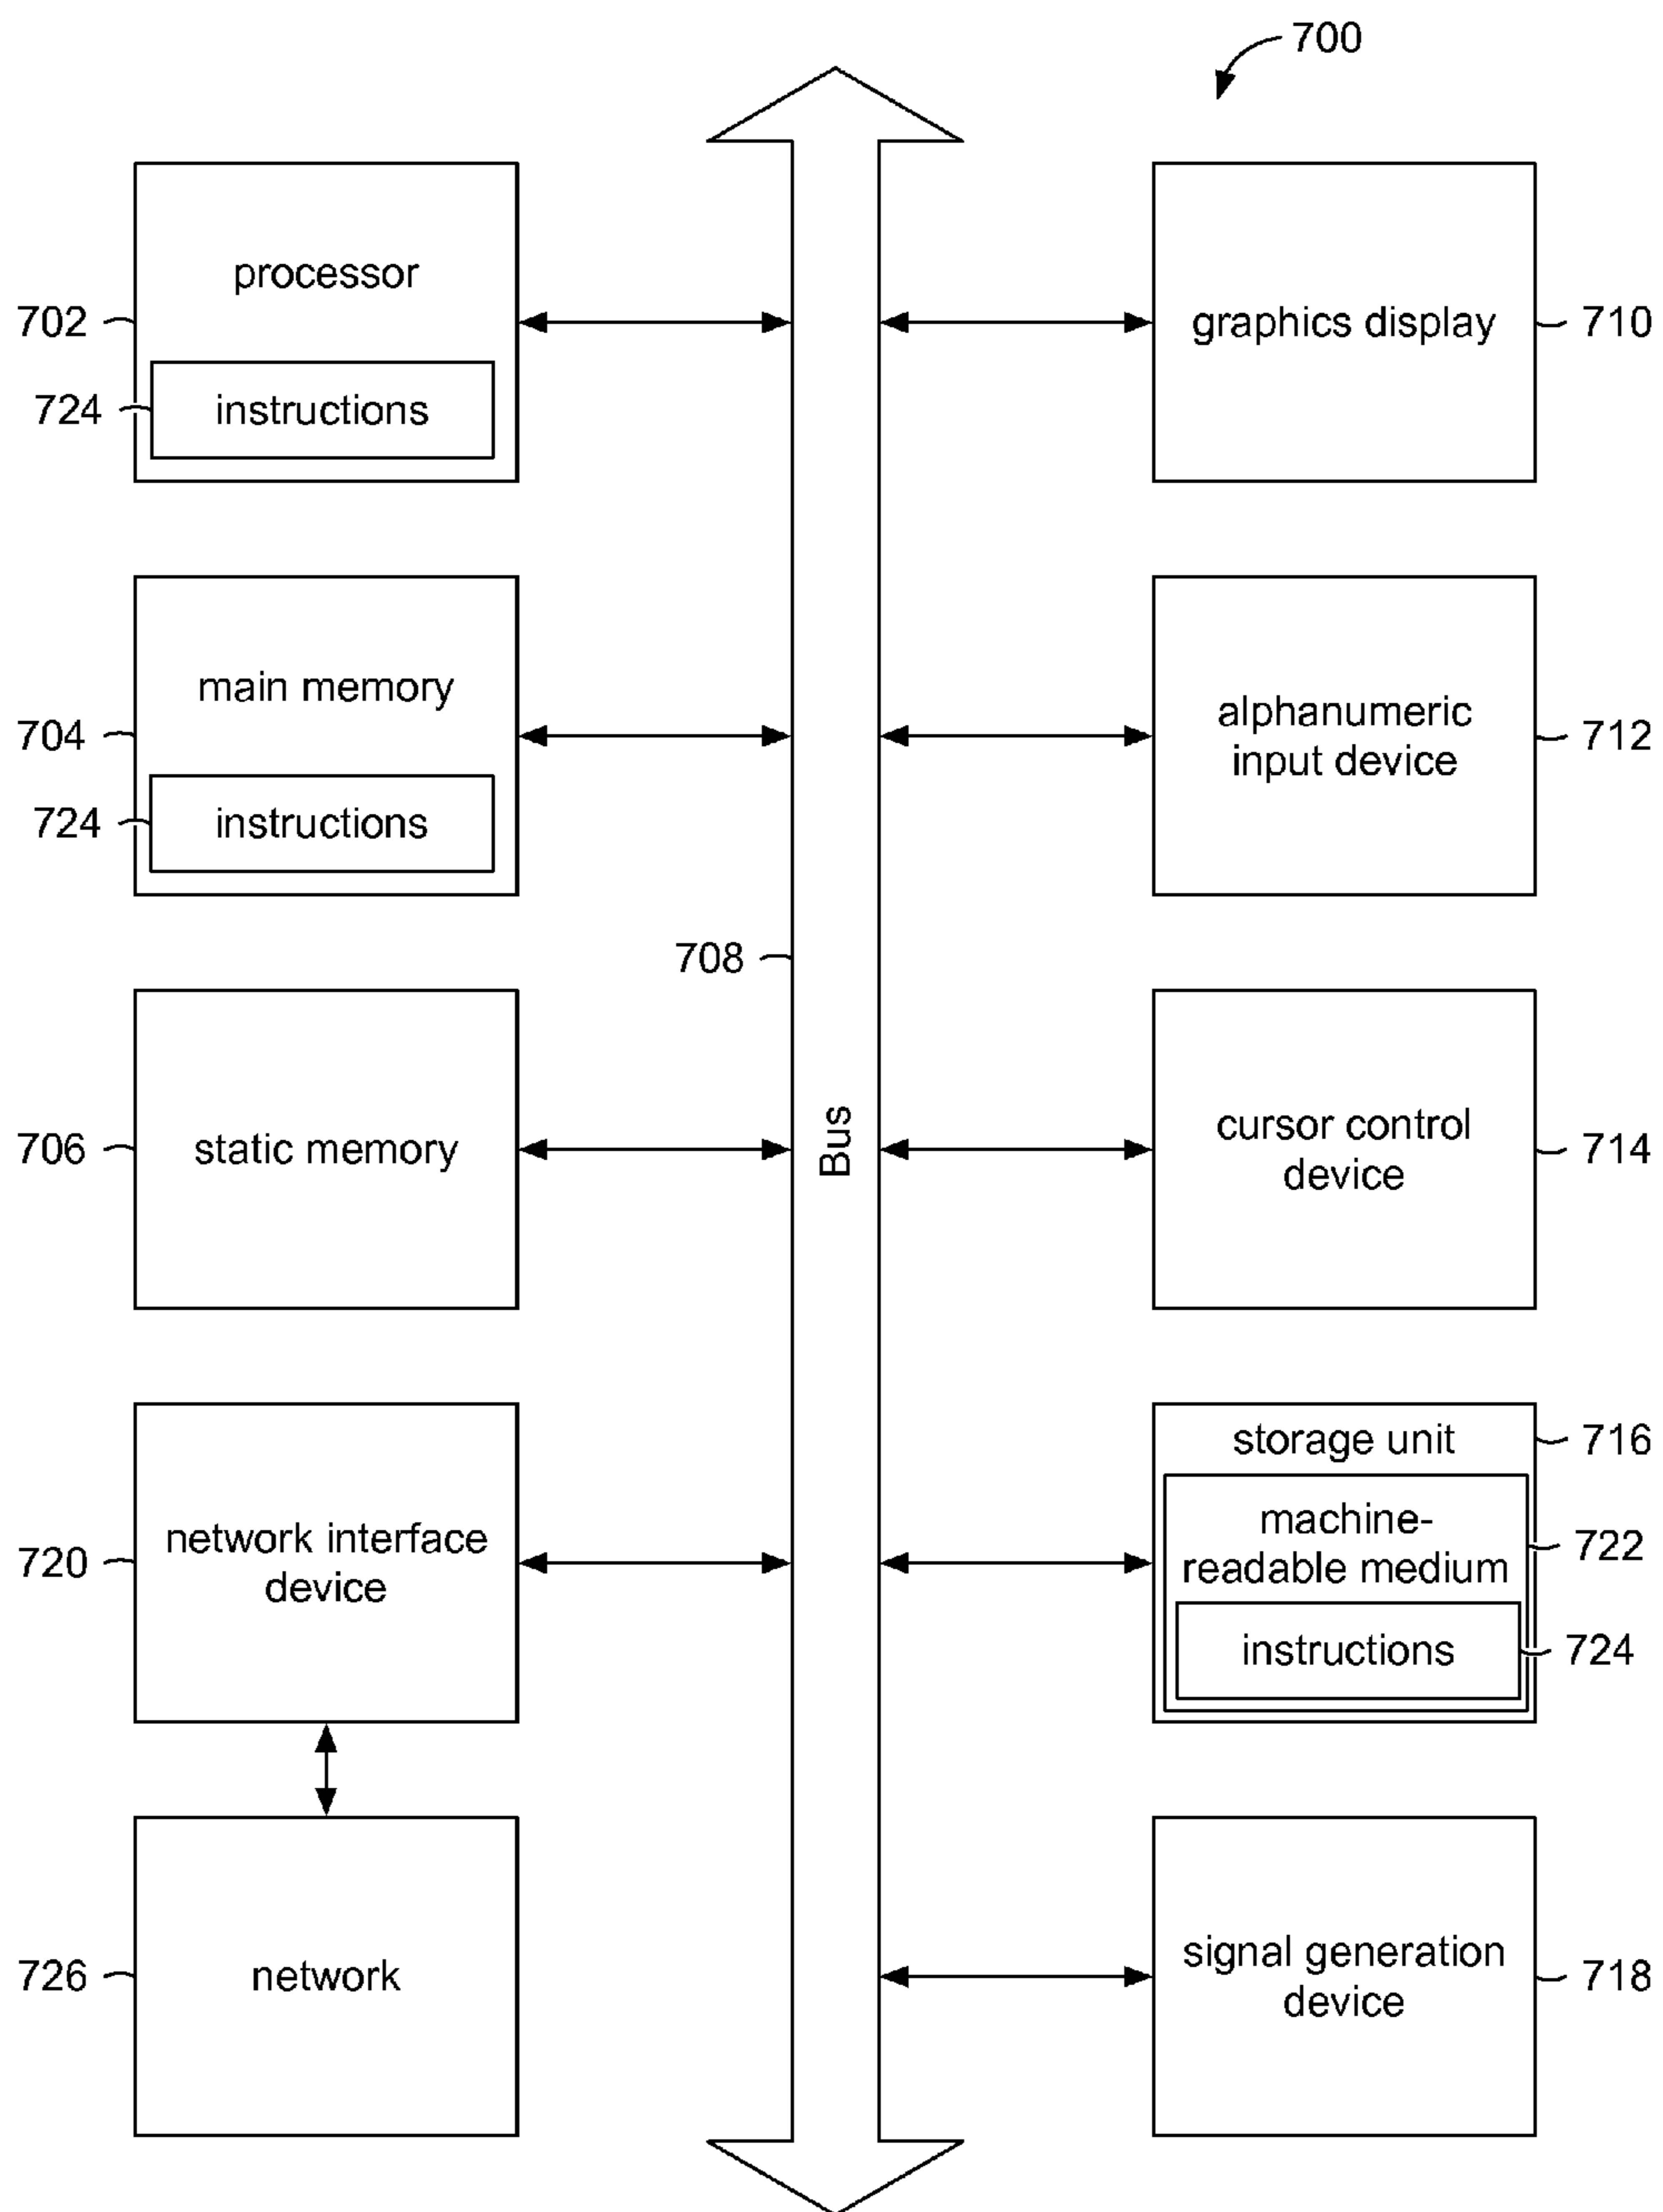 700
processor
702
724
instructions
graphics display
710
main memory
704
724
instructions
alphanumeric
input device
712
708
Bus
706
static memory
cursor control
device
714
720
network interface
device
storage unit
716
machine-
readable medium
722
instructions
724
726
network
signal generation
device
718